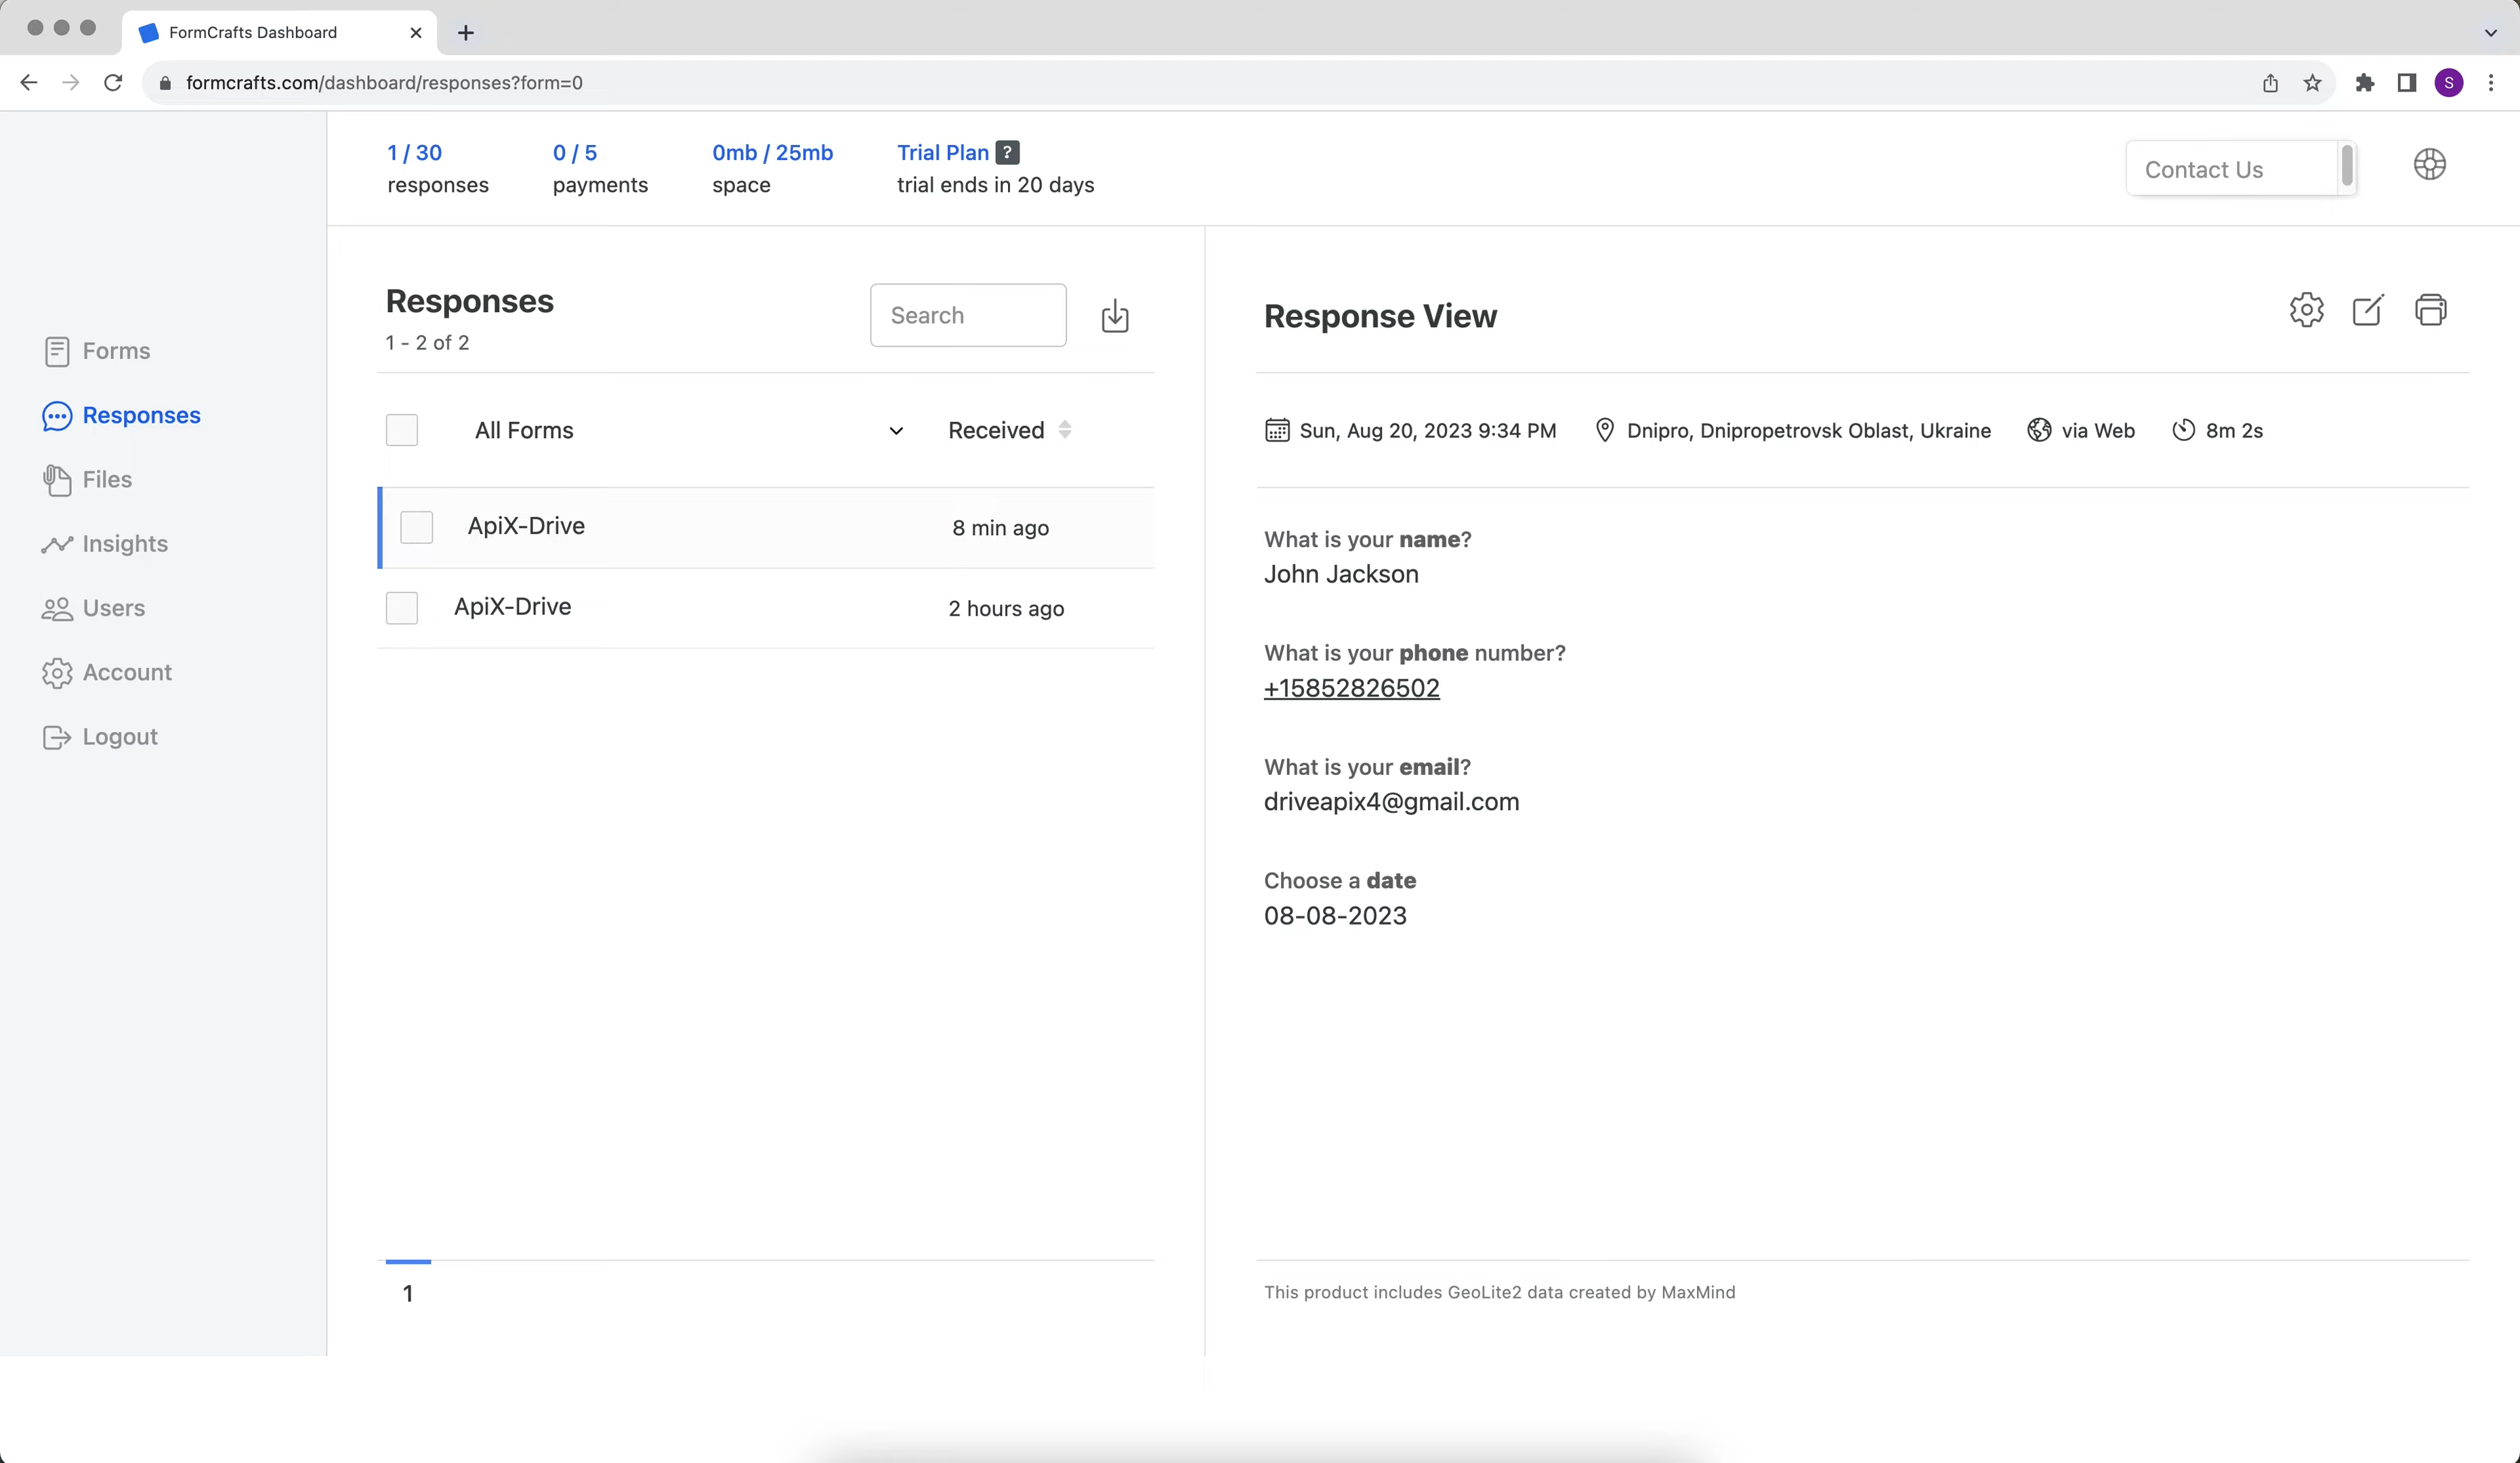 FormCrafts Dashboard
formcrafts.com/dashboard/responses?form=0
S
1 / 30
responses
0 / 5
payments
0mb / 25mb
space
Trial Plan ?
trial ends in 20 days
Contact Us
Forms
Responses
Files
Insights
Users
Account
Logout
Responses
1 - 2 of 2
Search
All Forms
Received
ApiX-Drive
8 min ago
ApiX-Drive
2 hours ago
1
Response View
Sun, Aug 20, 2023 9:34 PM
Dnipro, Dnipropetrovsk Oblast, Ukraine
via Web
8m 2s
What is your name?
John Jackson
What is your phone number?
+15852826502
What is your email?
driveapix4@gmail.com
Choose a date
08-08-2023
This product includes GeoLite2 data created by MaxMind